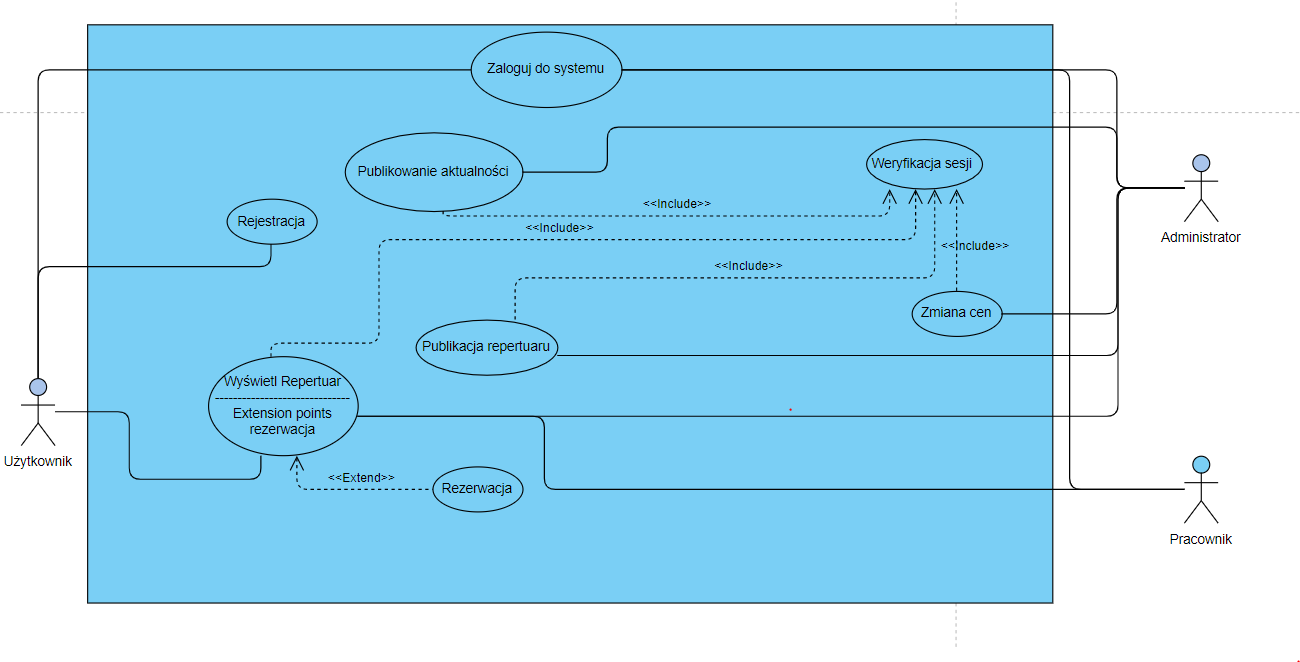 Zaloguj do systemu
Publikowanie aktualności
Weryfikacja sesji
<<Include>>
Rejestracja
<<Include>>
Administrator
<<Include>>
<<Include>>
Zmiana cen
Publikacja repertuaru
Wyświetl Repertuar
Extension points
rezerwacja
Użytkownik
<<Extend>>
Rezerwacja
Pracownik